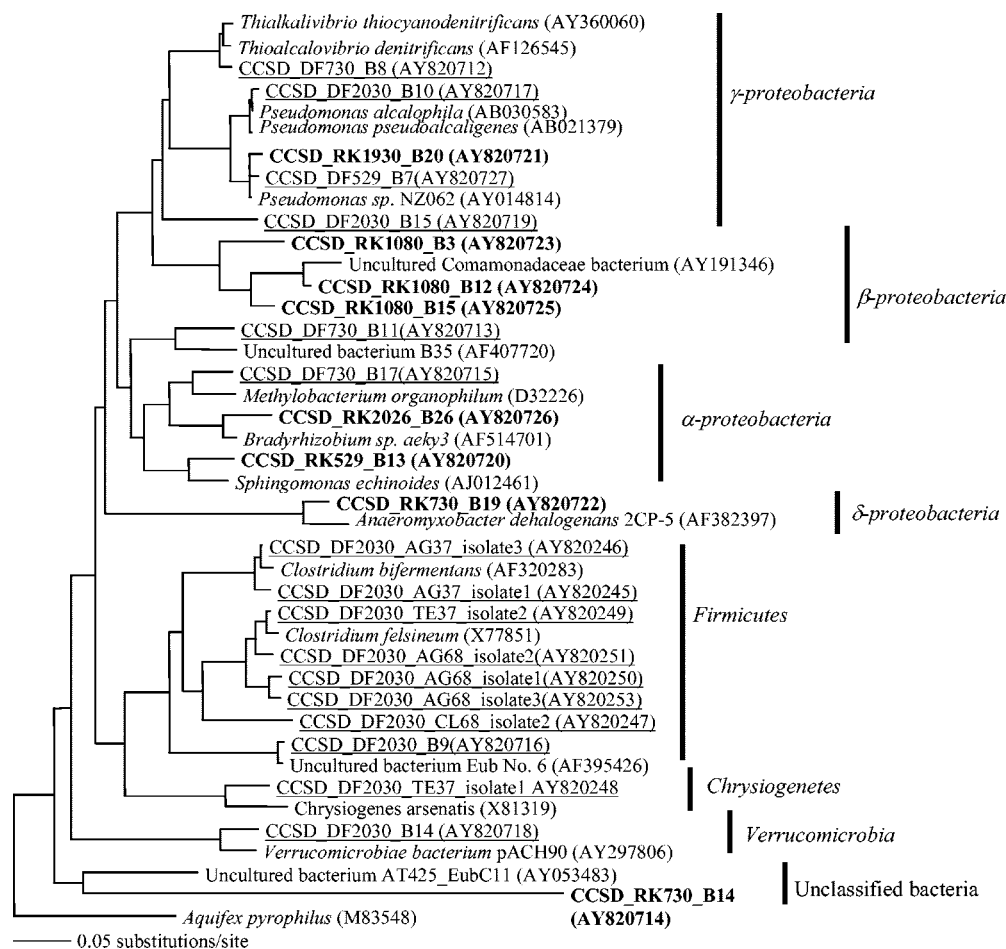 Thialkalivibrio thiocyanodenitrificans (AY360060)
Thioalcalovibrio denitrificans (AF126545)
CCSD_DF730_B8 (AY820712)
CCSD_DF2030_B10 (AY820717)
Pseudomonas alcalophila (AB030583)
Pseudomonas pseudoalcaligenes (AB021379)
CCSD_RK1930_B20 (AY820721)
CCSD_DF529_B7(AY820727)
Pseudomonas sp. NZ062 (AY014814)
CCSD_DF2030_B15 (AY820719)
γ-proteobacteria
CCSD_RK1080_B3 (AY820723)
Uncultured Comamonadaceae bacterium (AY191346)
CCSD_RK1080_B12 (AY820724)
CCSD_RK1080_B15 (AY820725)
β-proteobacteria
CCSD_DF730_B11(AY820713)
Uncultured bacterium B35 (AF407720)
CCSD_DF730_B17(AY820715)
Methylobacterium organophilum (D32226)
CCSD_RK2026_B26 (AY820726)
Bradyrhizobium sp. aeky3 (AF514701)
CCSD_RK529_B13 (AY820720)
Sphingomonas echinoides (AJ012461)
α-proteobacteria
CCSD_RK730_B19 (AY820722)
Anaeromyxobacter dehalogenans 2CP-5 (AF382397)
δ-proteobacteria
CCSD_DF2030_AG37_isolate3 (AY820246)
Clostridium bifermentans (AF320283)
CCSD_DF2030_AG37_isolate1 (AY820245)
CCSD_DF2030_TE37_isolate2 (AY820249)
Clostridium felsineum (X77851)
CCSD_DF2030_AG68_isolate2(AY820251)
CCSD_DF2030_AG68_isolate1(AY820250)
CCSD_DF2030_AG68_isolate3(AY820253)
CCSD_DF2030_CL68_isolate2 (AY820247)
CCSD_DF2030_B9(AY820716)
Uncultured bacterium Eub No. 6 (AF395426)
Firmicutes
CCSD_DF2030_TE37_isolate1 AY820248
Chrysiogenes arsenatis (X81319)
Chrysiogenetes
CCSD_DF2030_B14 (AY820718)
Verrucomicrobiae bacterium pACH90 (AY297806)
Verrucomicrobia
Uncultured bacterium AT425_EubC11 (AY053483)
CCSD_RK730_B14
(AY820714)
Unclassified bacteria
Aquifex pyrophilus (M83548)
0.05 substitutions/site